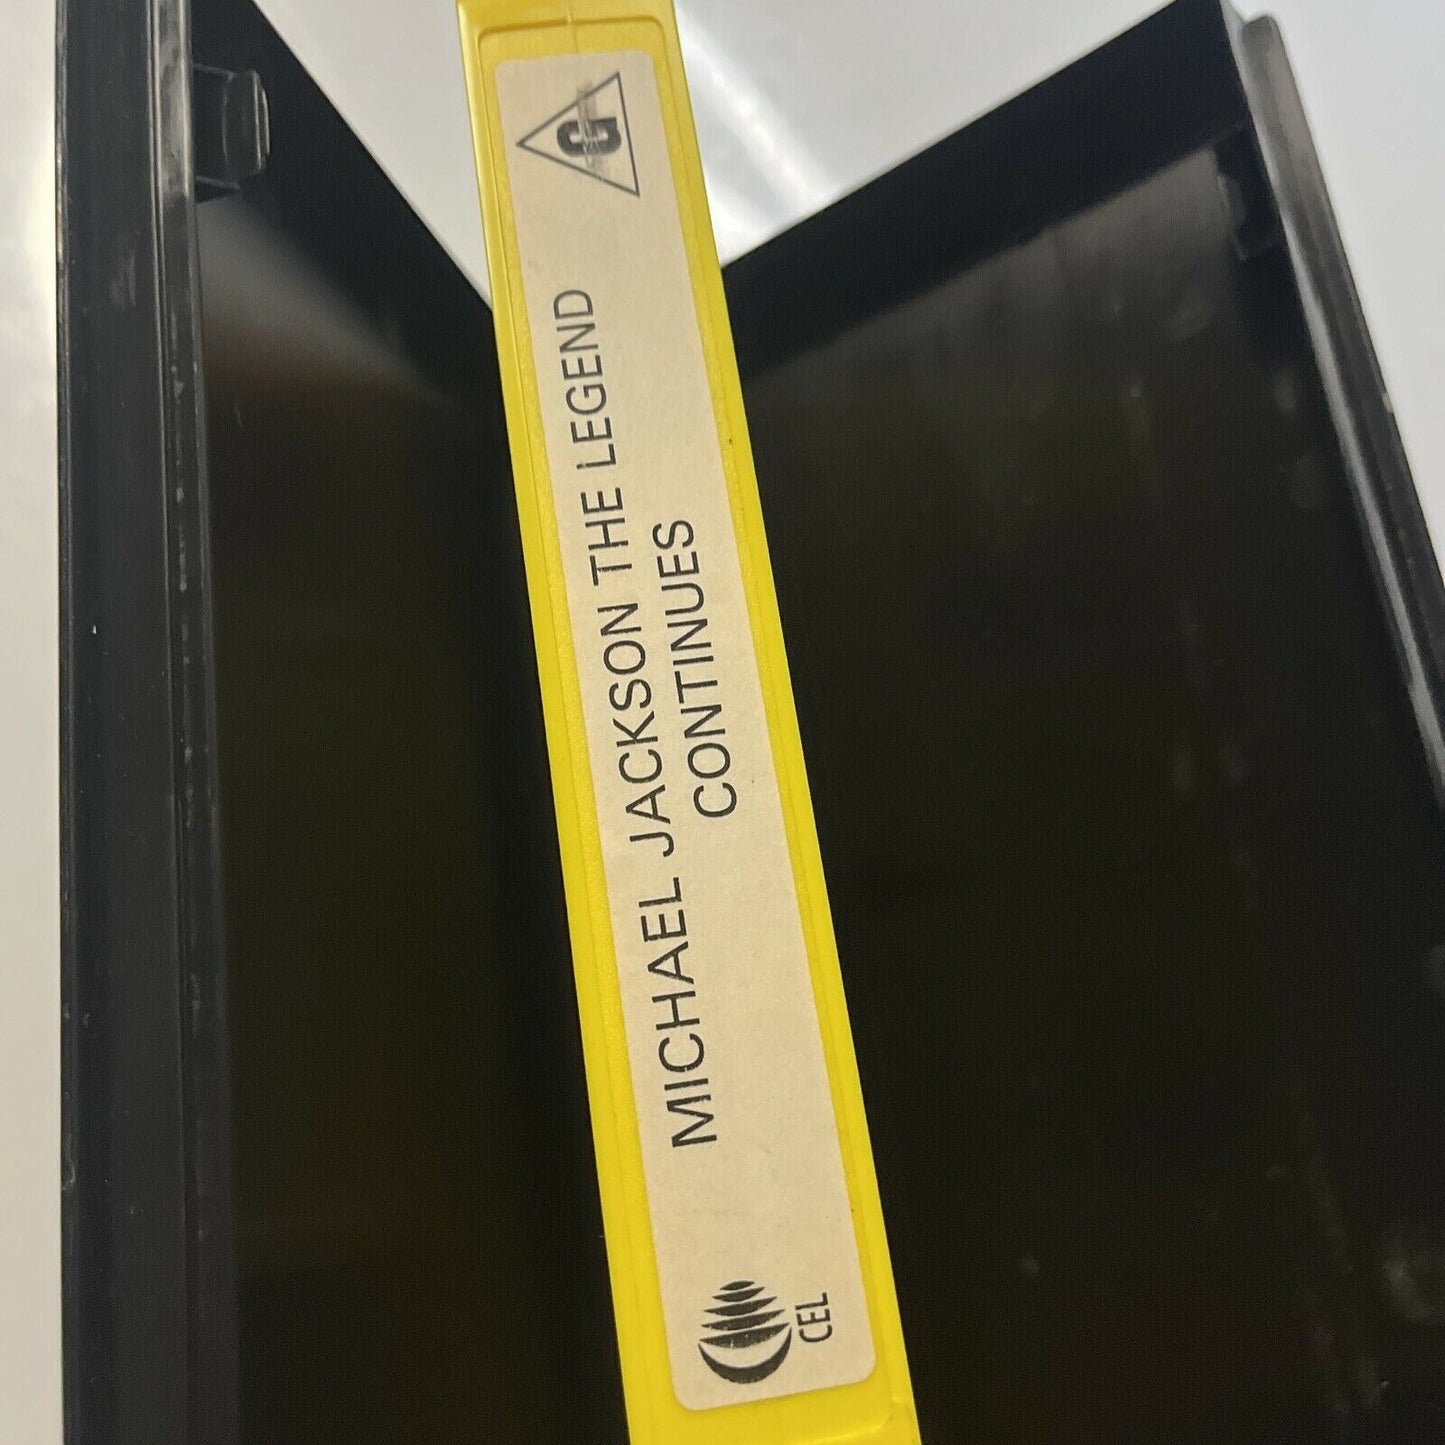 G
MICHAEL JACKSON THE LEGEND
CONTINUES
CEL